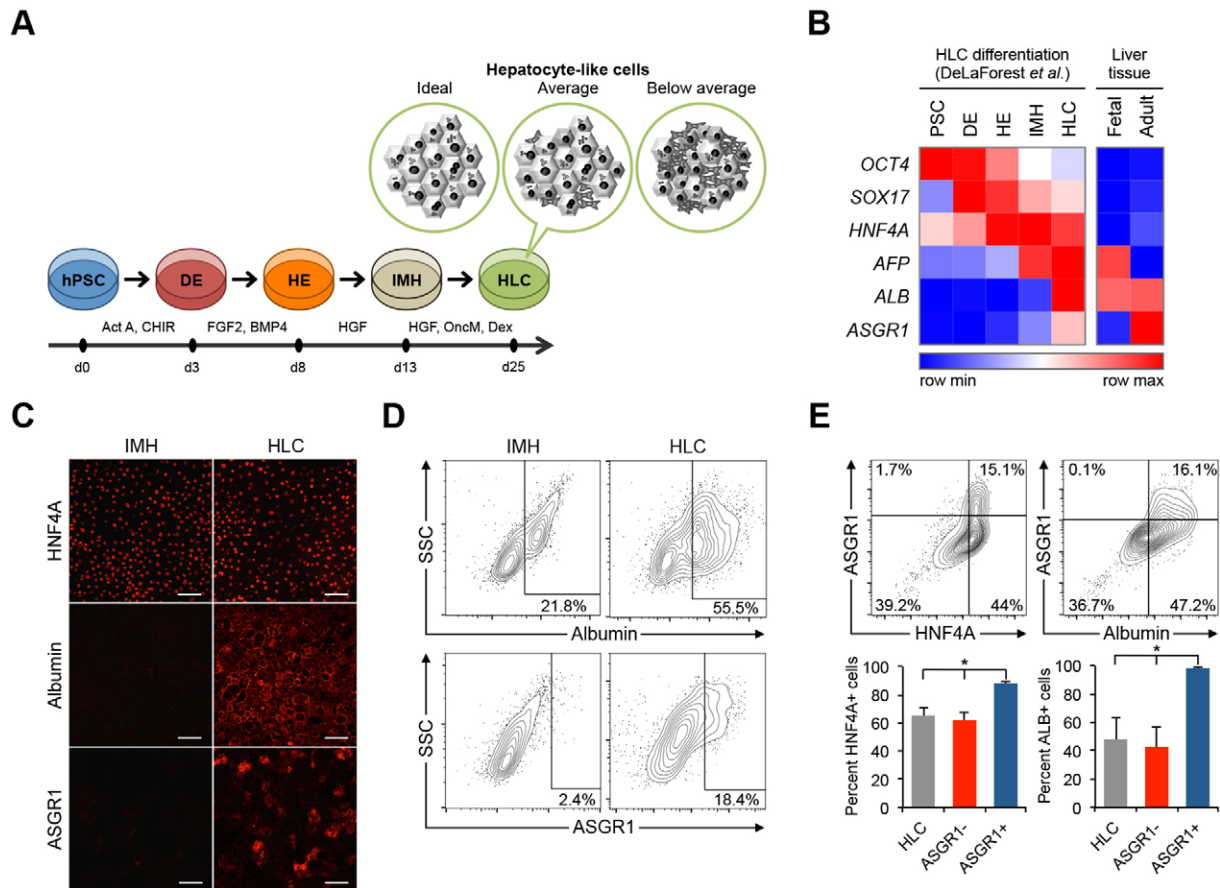 A
Hepatocyte-like cells
Ideal Average Below average
hPSC DE HE IMH HLC
Act A, CHIR FGF2, BMP4 HGF HGF, OncM, Dex
d0 d3 d8 d13 d25
B
HLC differentiation
(DeLaForest et al.)
Liver
tissue
PSC DE HE IMH HLC Fetal Adult
OCT4
SOX17
HNF4A
AFP
ALB
ASGR1
row min row max
C
IMH HLC
HNF4A
Albumin
ASGR1
D
IMH HLC
SSC
21.8% 55.5%
Albumin
SSC
2.4% 18.4%
ASGR1
E
1.7% 15.1%
ASGR1
39.2% 44%
HNF4A
0.1% 16.1%
ASGR1
36.7% 47.2%
Albumin
Percent HNF4A+ cells
100
80
60
40
20
0
*
HLC ASGR1- ASGR1+
Percent ALB+ cells
100
80
60
40
20
0
*
HLC ASGR1- ASGR1+